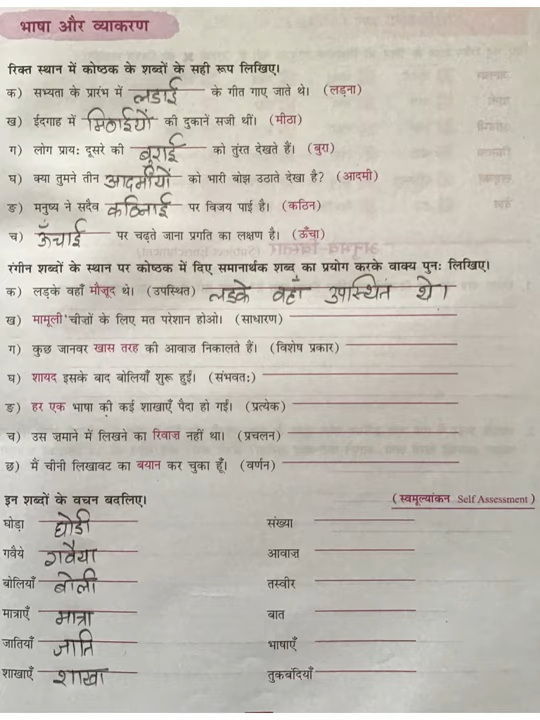 भाषा और व्याकरण
रिक्त स्थान में कोष्ठक के शब्दों के सही रूप लिखिए।
क) सभ्यता के प्रारंभ में लडाई के गीत गाए जाते थे। (लड़ना)
ख) ईदगाह में मिठाईयों की दुकानें सजी थीं। (मीठा)
ग) लोग प्रायः दूसरे की बुराई को तुरंत देखते हैं। (बुरा)
घ) क्या तुमने तीन आदमीयों को भारी बोझ उठाते देखा है? (आदमी)
ङ) मनुष्य ने सदैव कठिनाई पर विजय पाई है। (कठिन)
च) ऊँचाई पर चढ़ते जाना प्रगति का लक्षण है। (ऊँचा)
रंगीन शब्दों के स्थान पर कोष्ठक में दिए समानार्थक शब्द का प्रयोग करके वाक्य पुनः लिखिए।
क) लड़के वहाँ मौजूद थे। (उपस्थित) लडके वहाँ उपस्थित थे।
ख) मामूली चीज़ों के लिए मत परेशान होओ। (साधारण)
ग) कुछ जानवर खास तरह की आवाज़ निकालते हैं। (विशेष प्रकार)
घ) शायद इसके बाद बोलियाँ शुरू हुईं। (संभवतः)
ङ) हर एक भाषा की कई शाखाएँ पैदा हो गईं। (प्रत्येक)
च) उस ज़माने में लिखने का रिवाज़ नहीं था। (प्रचलन)
छ) मैं चीनी लिखावट का बयान कर चुका हूँ। (वर्णन)
इन शब्दों के वचन बदलिए। (स्वमूल्यांकन Self Assessment)
घोड़ा घोडी संख्या
गवैये गवैया आवाज़
बोलियाँ बोली तस्वीर
मात्राएँ मात्रा बात
जातियाँ जाति भाषाएँ
शाखाएँ शाखा तुकबंदियाँ